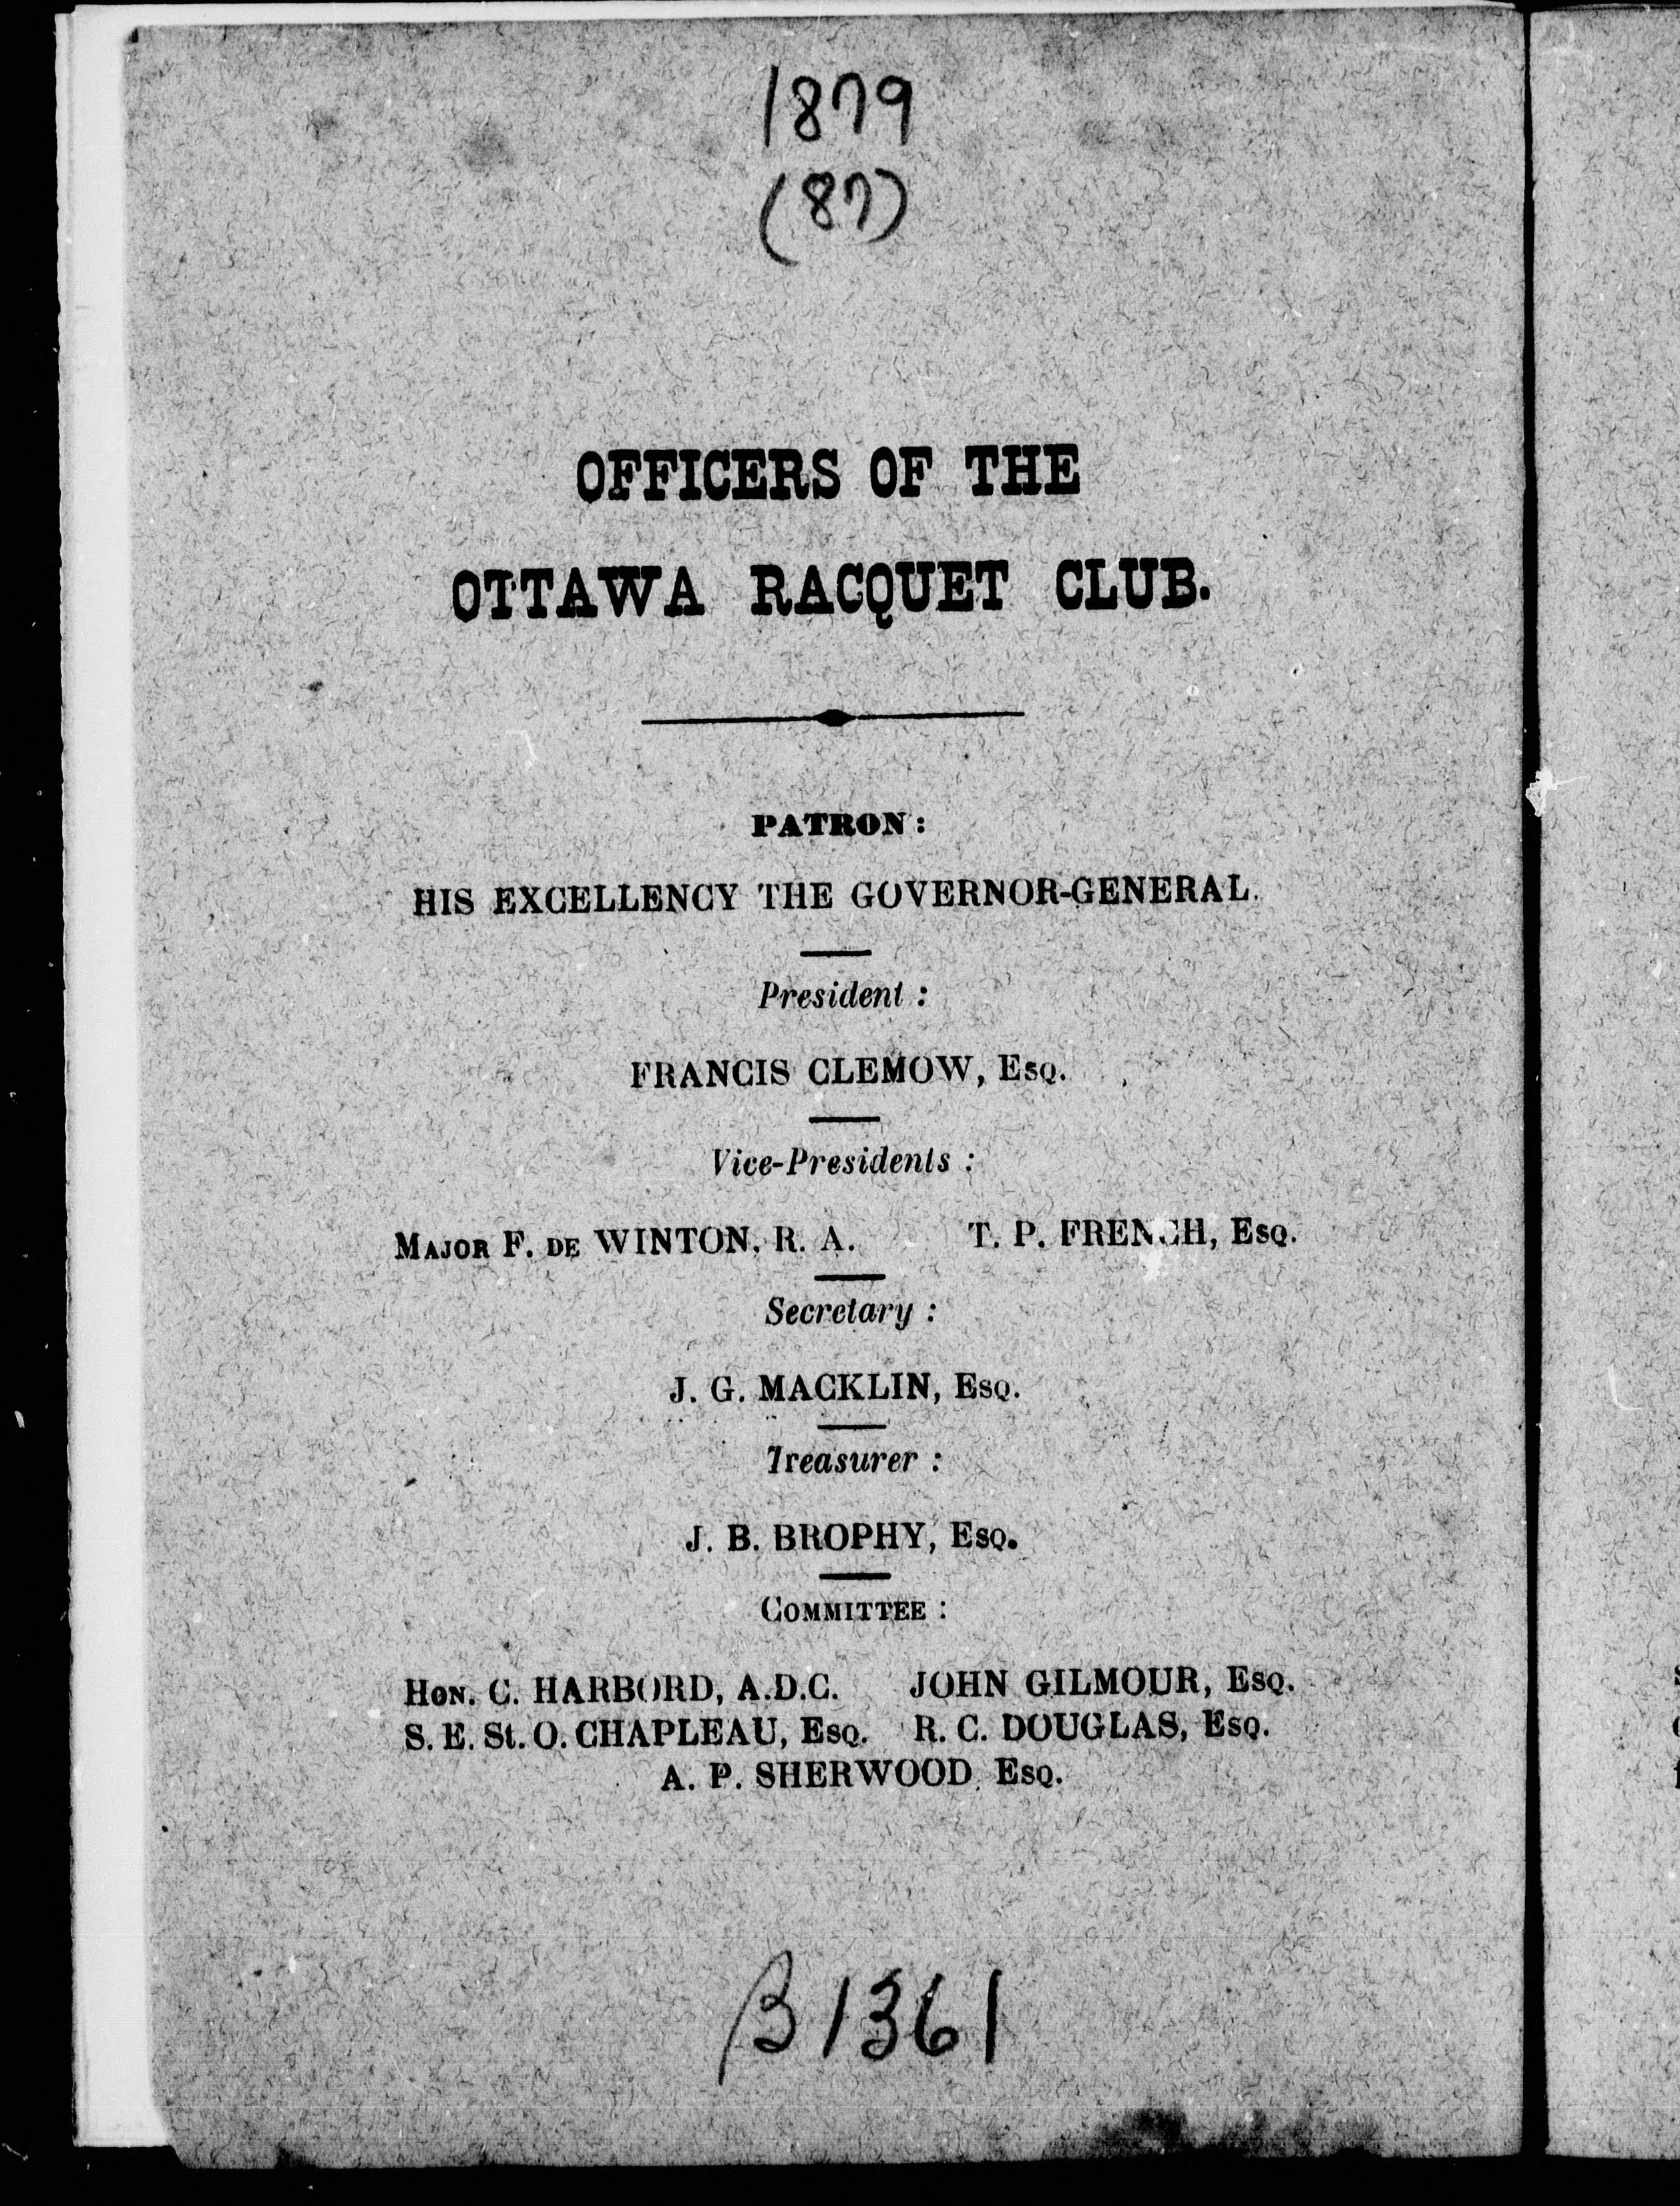 1879
(87)
OFFICERS OF THE
OTTAWA RACQUET CLUB.
PATRON:
HIS EXCELLENCY THE GOVERNOR-GENERAL.
President :
FRANCIS CLEMOW, Esq.
Vice-Presidents :
Major F. de WINTON, R. A. T. P. FRENCH, Esq.
Secretary :
J. G. MACKLIN, Esq.
Treasurer :
J. B. BROPHY, Esq.
Committee :
Hon. C. HARBORD, A.D.C. JOHN GILMOUR, Esq.
S. E. St. O. CHAPLEAU, Esq. R. C. DOUGLAS, Esq.
A. P. SHERWOOD, Esq.
B 1361